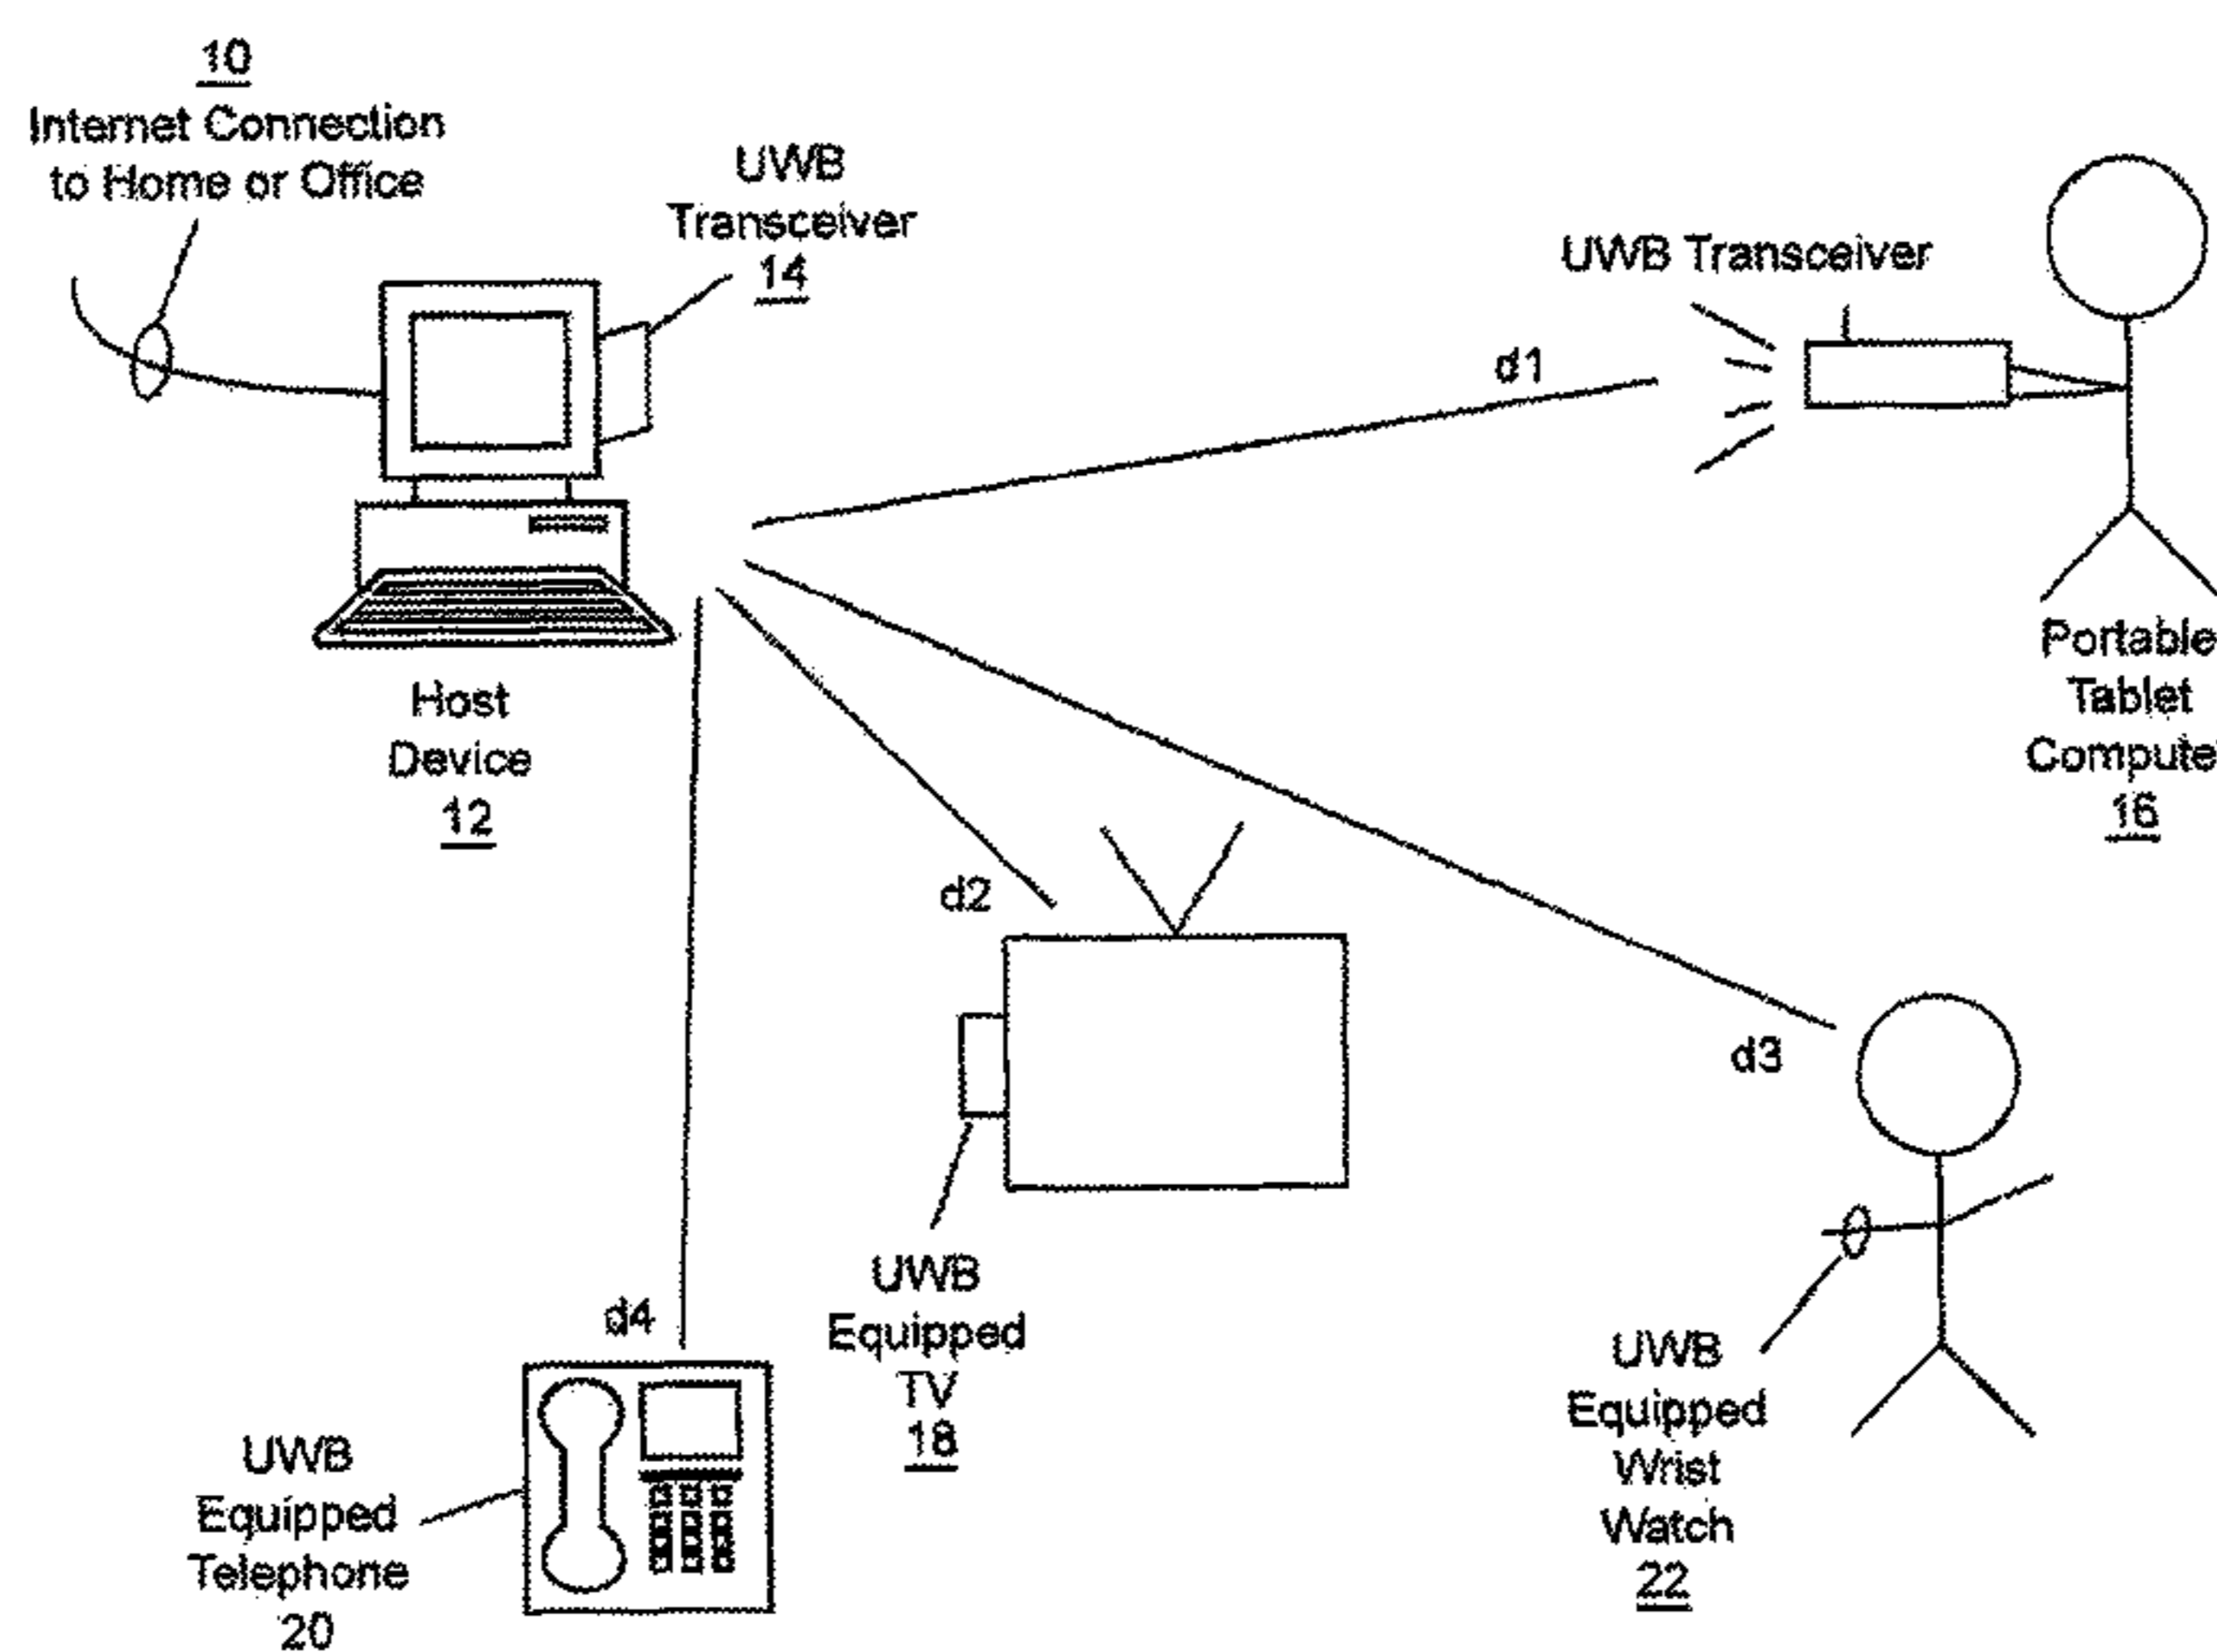 10
Internet Connection
to Home or Office
UWB
Transceiver
14
UWB Transceiver
d1
Host
Device
12
Portable
Tablet
Compute
16
d2
d3
UWB
Equipped
TV
18
d4
UWB
Equipped
Telephone
20
UWB
Equipped
Wrist
Watch
22